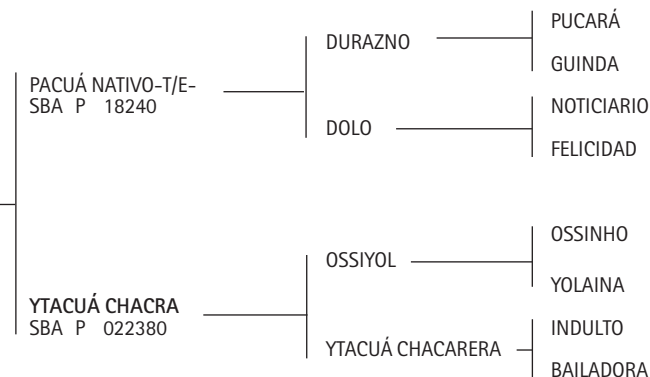 PUCARÁ
DURAZNO
GUINDA
PACUÁ NATIVO-T/E-
SBA P 18240
NOTICIARIO
DOLO
FELICIDAD
OSSINHO
OSSIYOL
YOLAINA
YTACUÁ CHACRA
SBA P 022380
INDULTO
YTACUÁ CHACARERA
BAILADORA